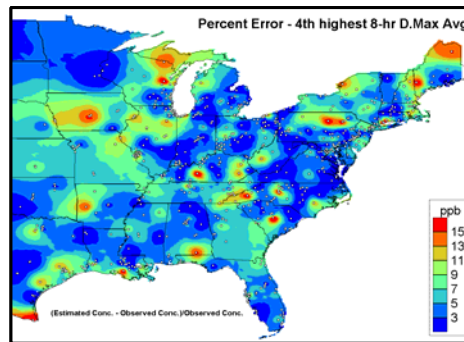 Percent Error - 4th highest 8-hr D.Max Avg
ppb
15
13
11
9
7
5
3
(Estimated Conc. - Observed Conc.)/Observed Conc.